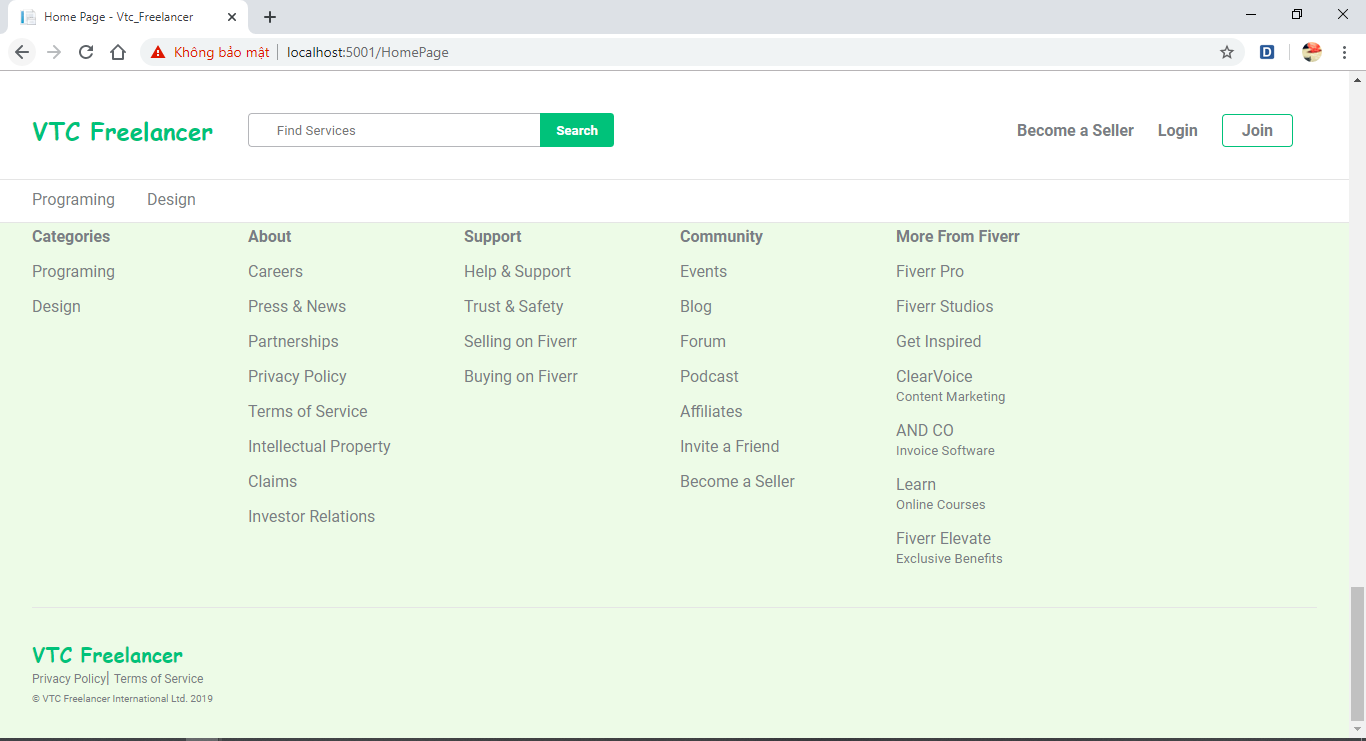 Home Page - Vtc_Freelancer
Không bảo mật localhost:5001/HomePage
D
VTC Freelancer
Find Services
Search
Become a Seller
Login
Join
Programing
Design
Categories
Programing
Design
About
Careers
Press & News
Partnerships
Privacy Policy
Terms of Service
Intellectual Property
Claims
Investor Relations
Support
Help & Support
Trust & Safety
Selling on Fiverr
Buying on Fiverr
Community
Events
Blog
Forum
Podcast
Affiliates
Invite a Friend
Become a Seller
More From Fiverr
Fiverr Pro
Fiverr Studios
Get Inspired
ClearVoice
Content Marketing
AND CO
Invoice Software
Learn
Online Courses
Fiverr Elevate
Exclusive Benefits
VTC Freelancer
Privacy Policy| Terms of Service
© VTC Freelancer International Ltd. 2019